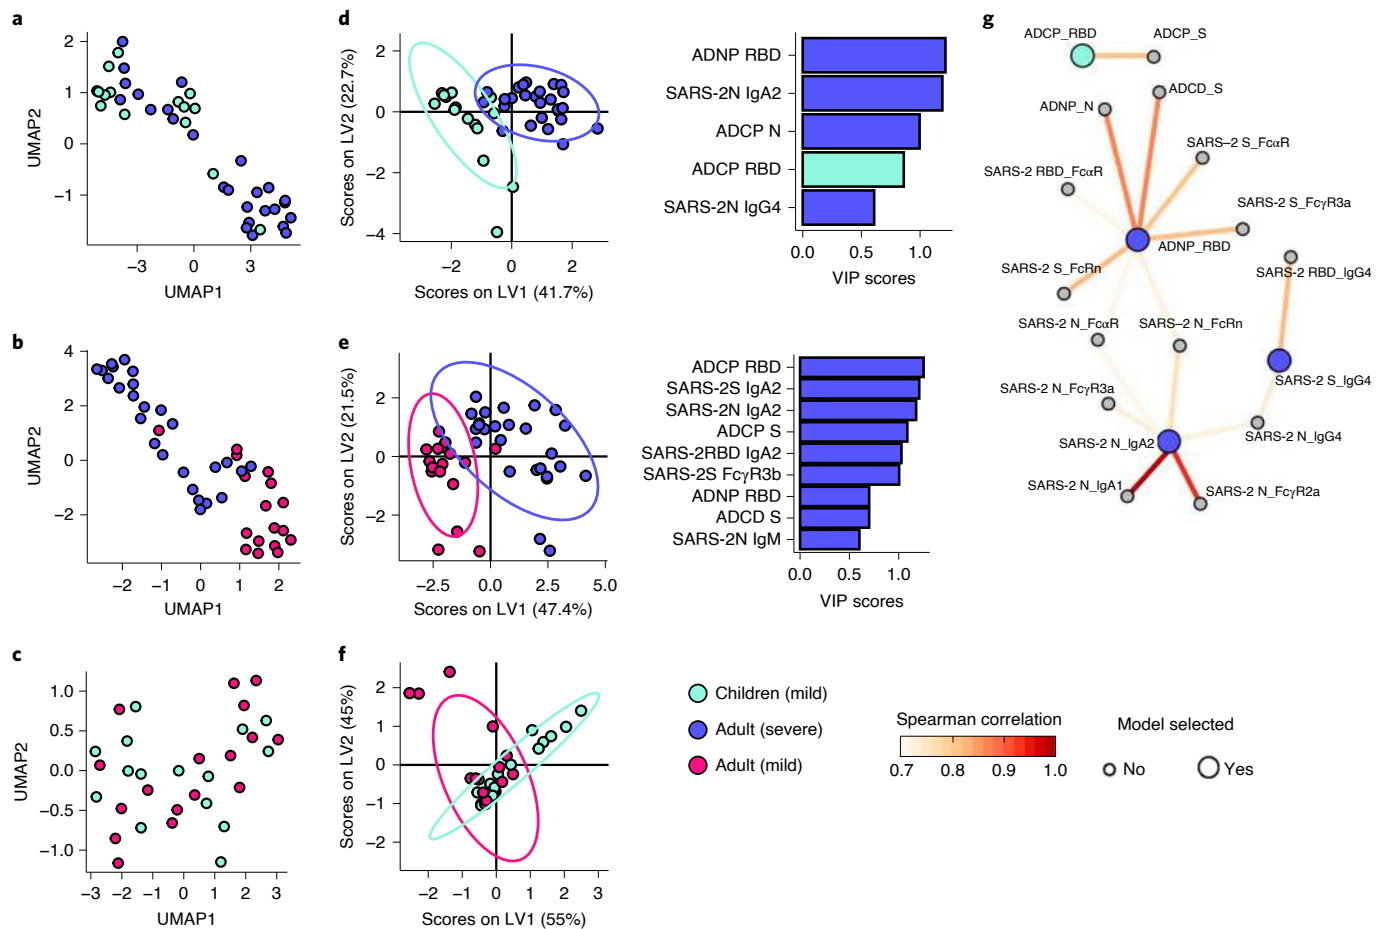 a
UMAP2
2
1
0
−1
−3
0
3
UMAP1
b
UMAP2
4
2
0
−2
−2
−1
0
1
2
UMAP1
c
UMAP2
1.0
0.5
0.0
−0.5
−1.0
−3
−2
−1
0
1
2
3
UMAP1
d
Scores on LV2 (22.7%)
2
0
−2
−4
−2
0
2
Scores on LV1 (41.7%)
ADNP RBD
SARS-2N IgA2
ADCP N
ADCP RBD
SARS-2N IgG4
0.0
0.5
1.0
VIP scores
e
Scores on LV2 (21.5%)
2
0
−2
−2.5
0.0
2.5
5.0
Scores on LV1 (47.4%)
ADCP RBD
SARS-2S IgA2
SARS-2N IgA2
ADCP S
SARS-2RBD IgA2
SARS-2S FcγR3b
ADNP RBD
ADCD S
SARS-2N IgM
0.0
0.5
1.0
VIP scores
f
Scores on LV2 (45%)
2
1
0
−1
−2
−2
−1
0
1
2
3
Scores on LV1 (55%)
Children (mild)
Adult (severe)
Adult (mild)
g
ADCP_RBD
ADCP_S
ADNP_N
ADCD_S
SARS–2 S_FcαR
SARS-2 RBD_FcαR
SARS-2 S_FcγR3a
ADNP_RBD
SARS-2 S_FcRn
SARS-2 RBD_IgG4
SARS-2 N_FcαR
SARS–2 N_FcRn
SARS-2 S_IgG4
SARS-2 N_FcγR3a
SARS-2 N_IgA2
SARS-2 N_IgG4
SARS-2 N_IgA1
SARS-2 N_FcγR2a
Spearman correlation
0.7
0.8
0.9
1.0
Model selected
No
Yes